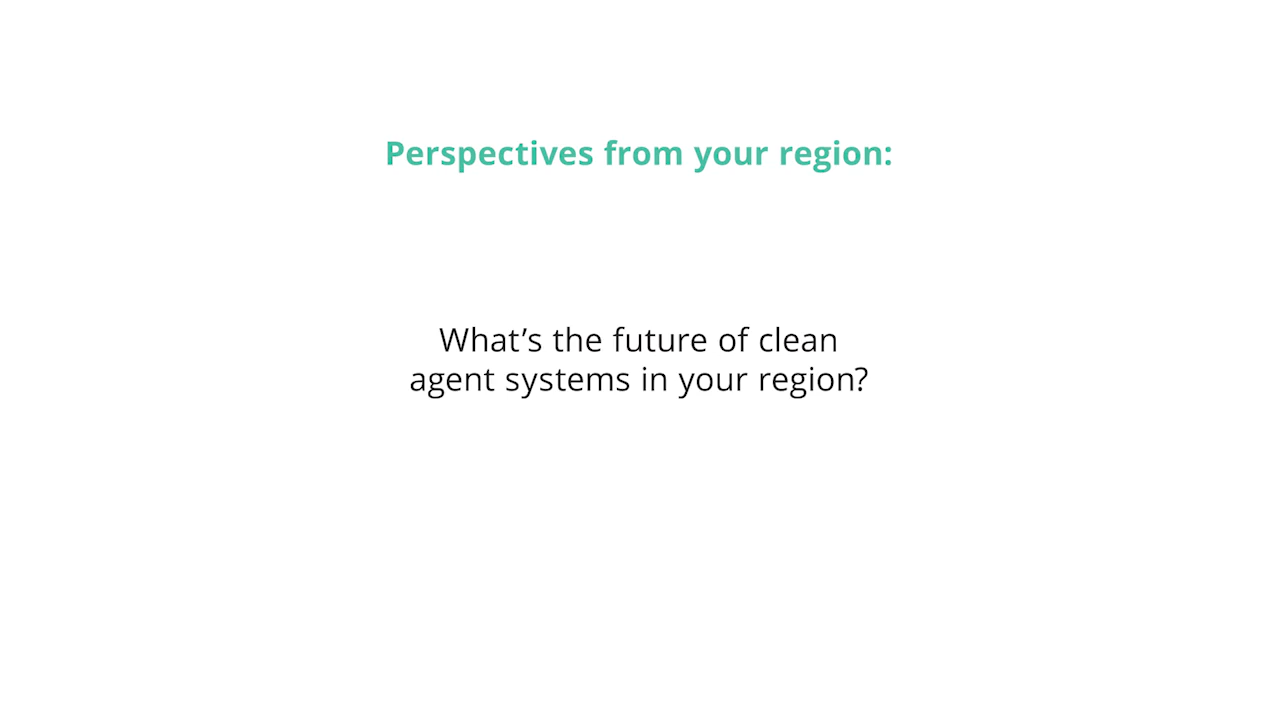 Perspectives from your region:
What’s the future of clean
agent systems in your region?